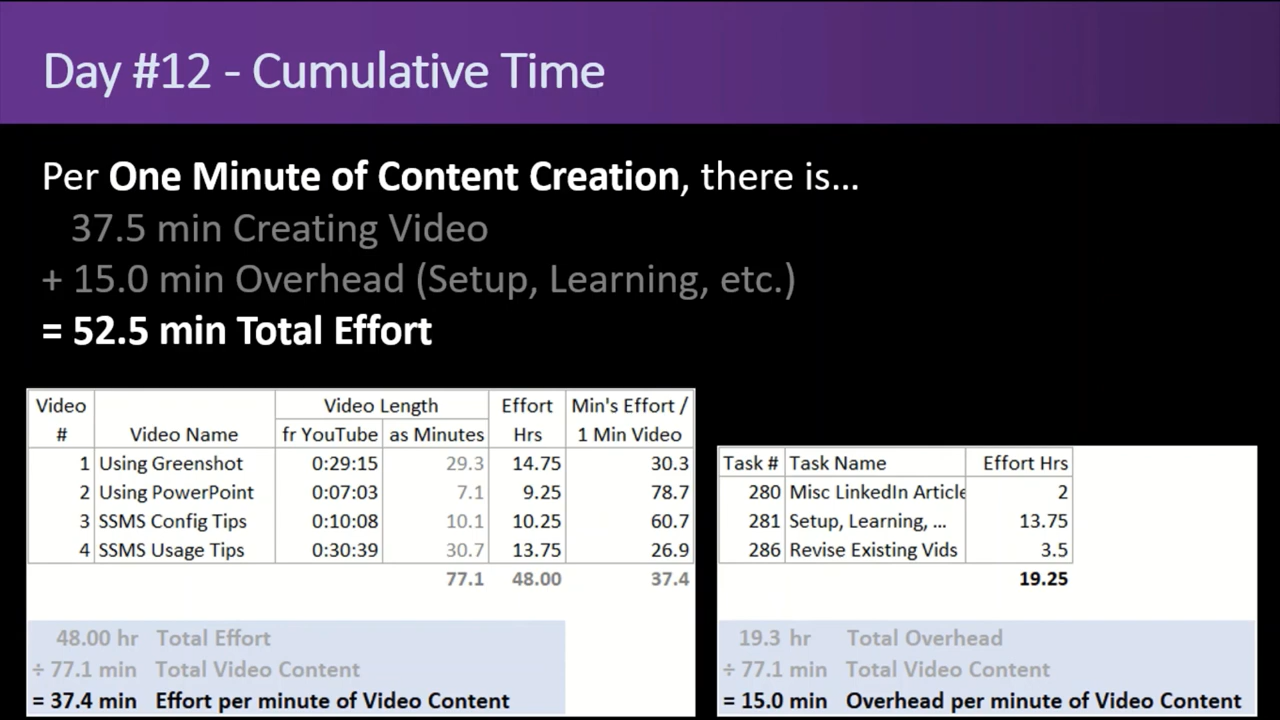 Day #12 - Cumulative Time
Per One Minute of Content Creation, there is...
37.5 min Creating Video
+ 15.0 min Overhead (Setup, Learning, etc.)
= 52.5 min Total Effort
Video Video Length Effort Min's Effort /
# Video Name fr YouTube as Minutes Hrs 1 Min Video
1 Using Greenshot 0:29:15 29.3 14.75 30.3
2 Using PowerPoint 0:07:03 7.1 9.25 78.7
3 SSMS Config Tips 0:10:08 10.1 10.25 60.7
4 SSMS Usage Tips 0:30:39 30.7 13.75 26.9
77.1 48.00 37.4
48.00 hr Total Effort
÷ 77.1 min Total Video Content
= 37.4 min Effort per minute of Video Content
Task # Task Name Effort Hrs
280 Misc LinkedIn Article 2
281 Setup, Learning, ... 13.75
286 Revise Existing Vids 3.5
19.25
19.3 hr Total Overhead
÷ 77.1 min Total Video Content
= 15.0 min Overhead per minute of Video Content